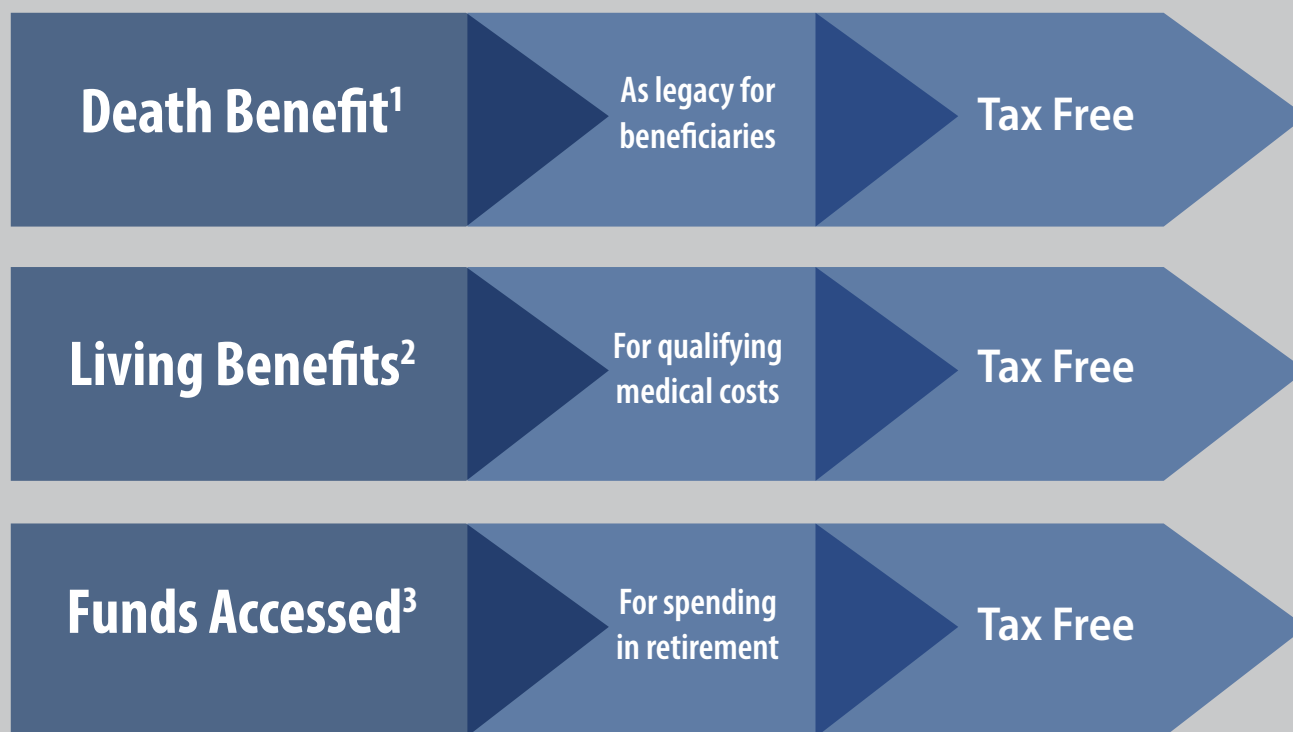 Death Benefit¹
As legacy for
beneficiaries
Tax Free
Living Benefits²
For qualifying
medical costs
Tax Free
Funds Accessed³
For spending
in retirement
Tax Free